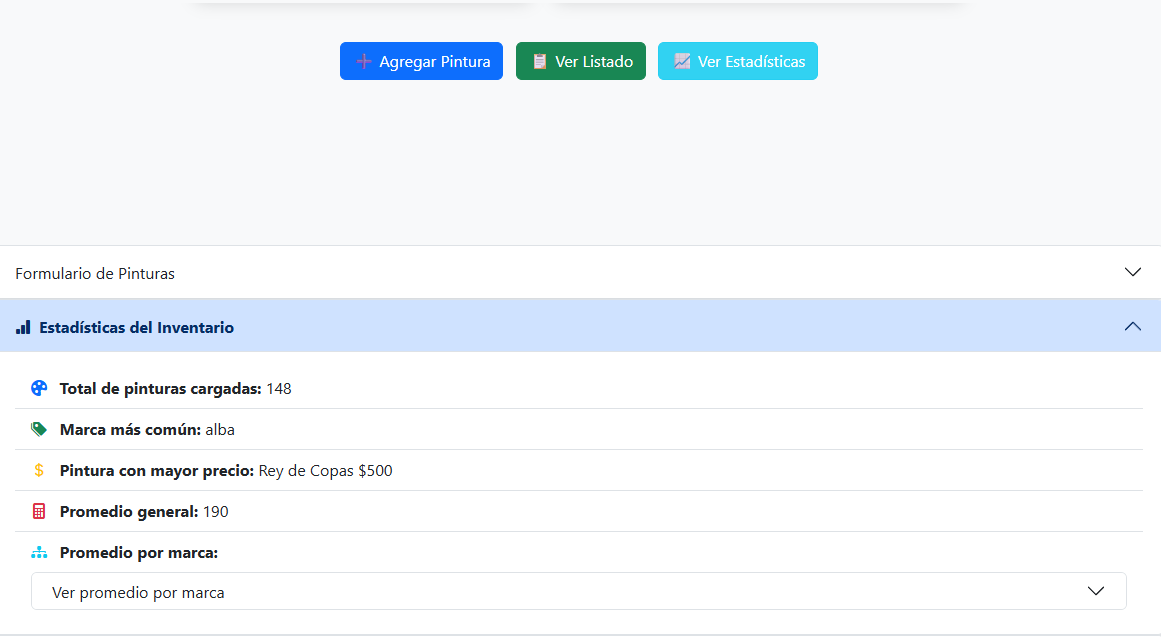 Agregar Pintura Ver Listado Ver Estadísticas
Formulario de Pinturas
Estadísticas del Inventario
Total de pinturas cargadas: 148
Marca más común: alba
Pintura con mayor precio: Rey de Copas $500
Promedio general: 190
Promedio por marca:
Ver promedio por marca